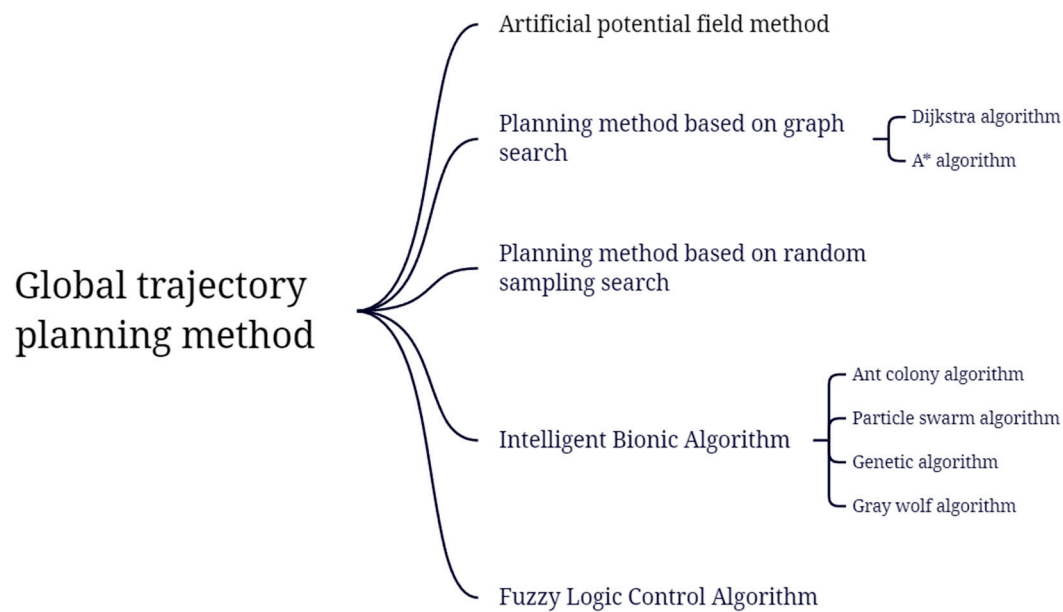 Global trajectory
planning method
Artificial potential field method
Planning method based on graph
search
Dijkstra algorithm
A* algorithm
Planning method based on random
sampling search
Intelligent Bionic Algorithm
Ant colony algorithm
Particle swarm algorithm
Genetic algorithm
Gray wolf algorithm
Fuzzy Logic Control Algorithm